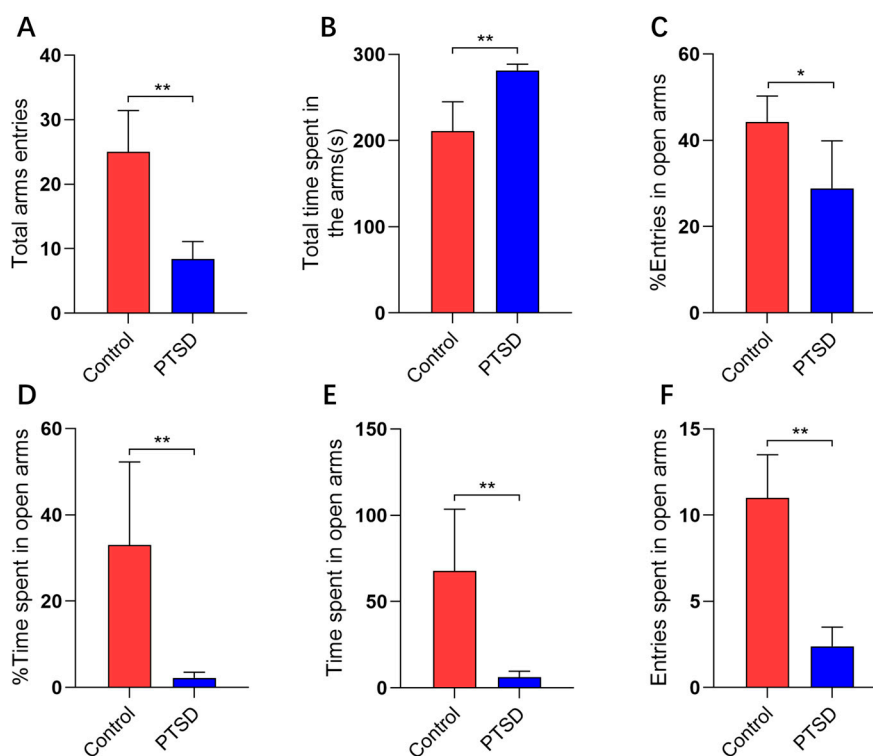 A
Total arms entries
40
30
20
10
0
**
Control
PTSD
B
Total time spent in
the arms(s)
300
200
100
0
**
Control
PTSD
C
%Entries in open arms
60
40
20
0
*
Control
PTSD
D
%Time spent in open arms
60
40
20
0
**
Control
PTSD
E
Time spent in open arms
150
100
50
0
**
Control
PTSD
F
Entries spent in open arms
15
10
5
0
**
Control
PTSD